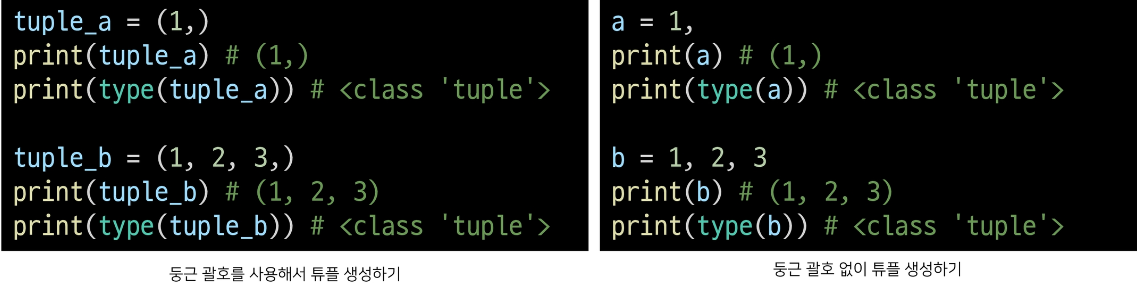 tuple_a = (1,)
print(tuple_a) # (1,)
print(type(tuple_a)) # <class 'tuple'>
tuple_b = (1, 2, 3,)
print(tuple_b) # (1, 2, 3)
print(type(tuple_b)) # <class 'tuple'>
둥근 괄호를 사용해서 튜플 생성하기
a = 1,
print(a) # (1,)
print(type(a)) # <class 'tuple'>
b = 1, 2, 3
print(b) # (1, 2, 3)
print(type(b)) # <class 'tuple'>
둥근 괄호 없이 튜플 생성하기